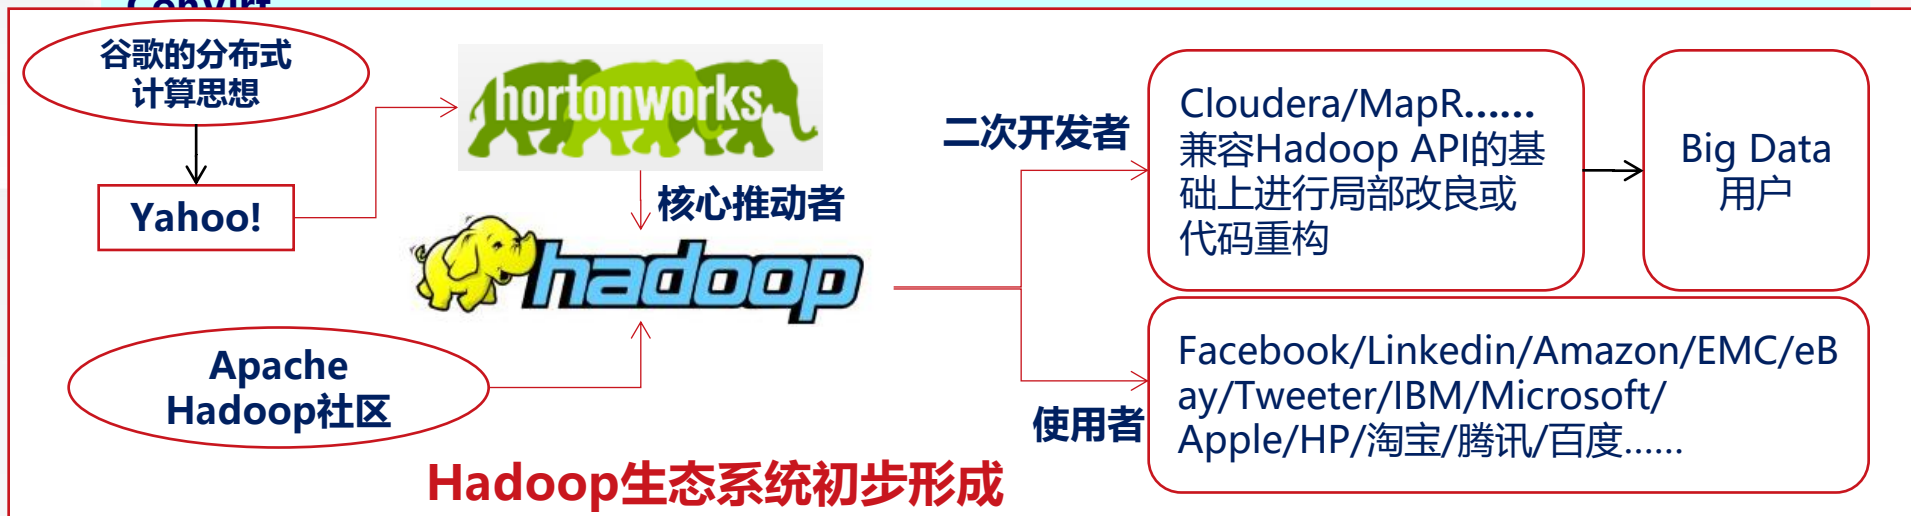 ConVirt
谷歌的分布式
计算思想
Yahoo!
hortonworks
核心推动者
hadoop
Apache
Hadoop社区
二次开发者
Cloudera/MapR......
兼容Hadoop API的基
础上进行局部改良或
代码重构
Big Data
用户
使用者
Facebook/Linkedin/Amazon/EMC/eB
ay/Tweeter/IBM/Microsoft/
Apple/HP/淘宝/腾讯/百度......
Hadoop生态系统初步形成